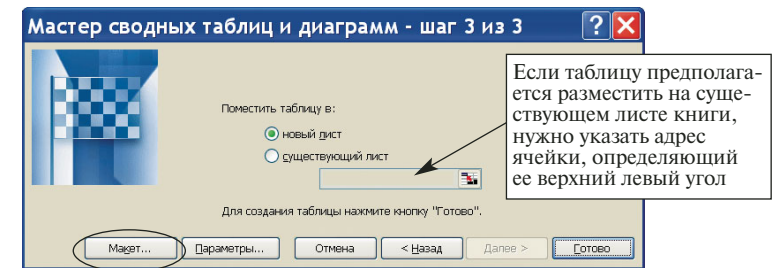 Мастер сводных таблиц и диаграмм - шаг 3 из 3
Если таблицу предполага-
ется разместить на суще-
ствующем листе книги,
нужно указать адрес
ячейки, определяющий
ее верхний левый угол
Поместить таблицу в:
новый лист
существующий лист
Для создания таблицы нажмите кнопку "Готово".
Макет... Параметры... Отмена < Назад Далее > Готово